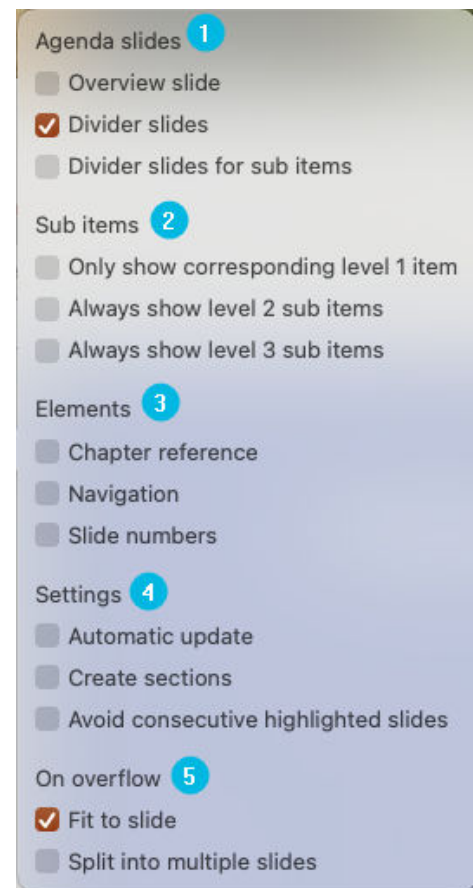 Agenda slides 1
Overview slide
Divider slides
Divider slides for sub items
Sub items 2
Only show corresponding level 1 item
Always show level 2 sub items
Always show level 3 sub items
Elements 3
Chapter reference
Navigation
Slide numbers
Settings 4
Automatic update
Create sections
Avoid consecutive highlighted slides
On overflow 5
Fit to slide
Split into multiple slides